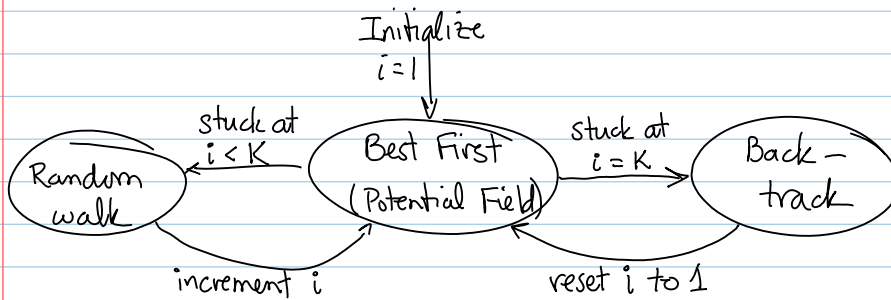 Initialize
i=1
stuck at
i < K
Random
walk
Best First
(Potential Field)
stuck at
i = K
Back-
track
increment i
reset i to 1